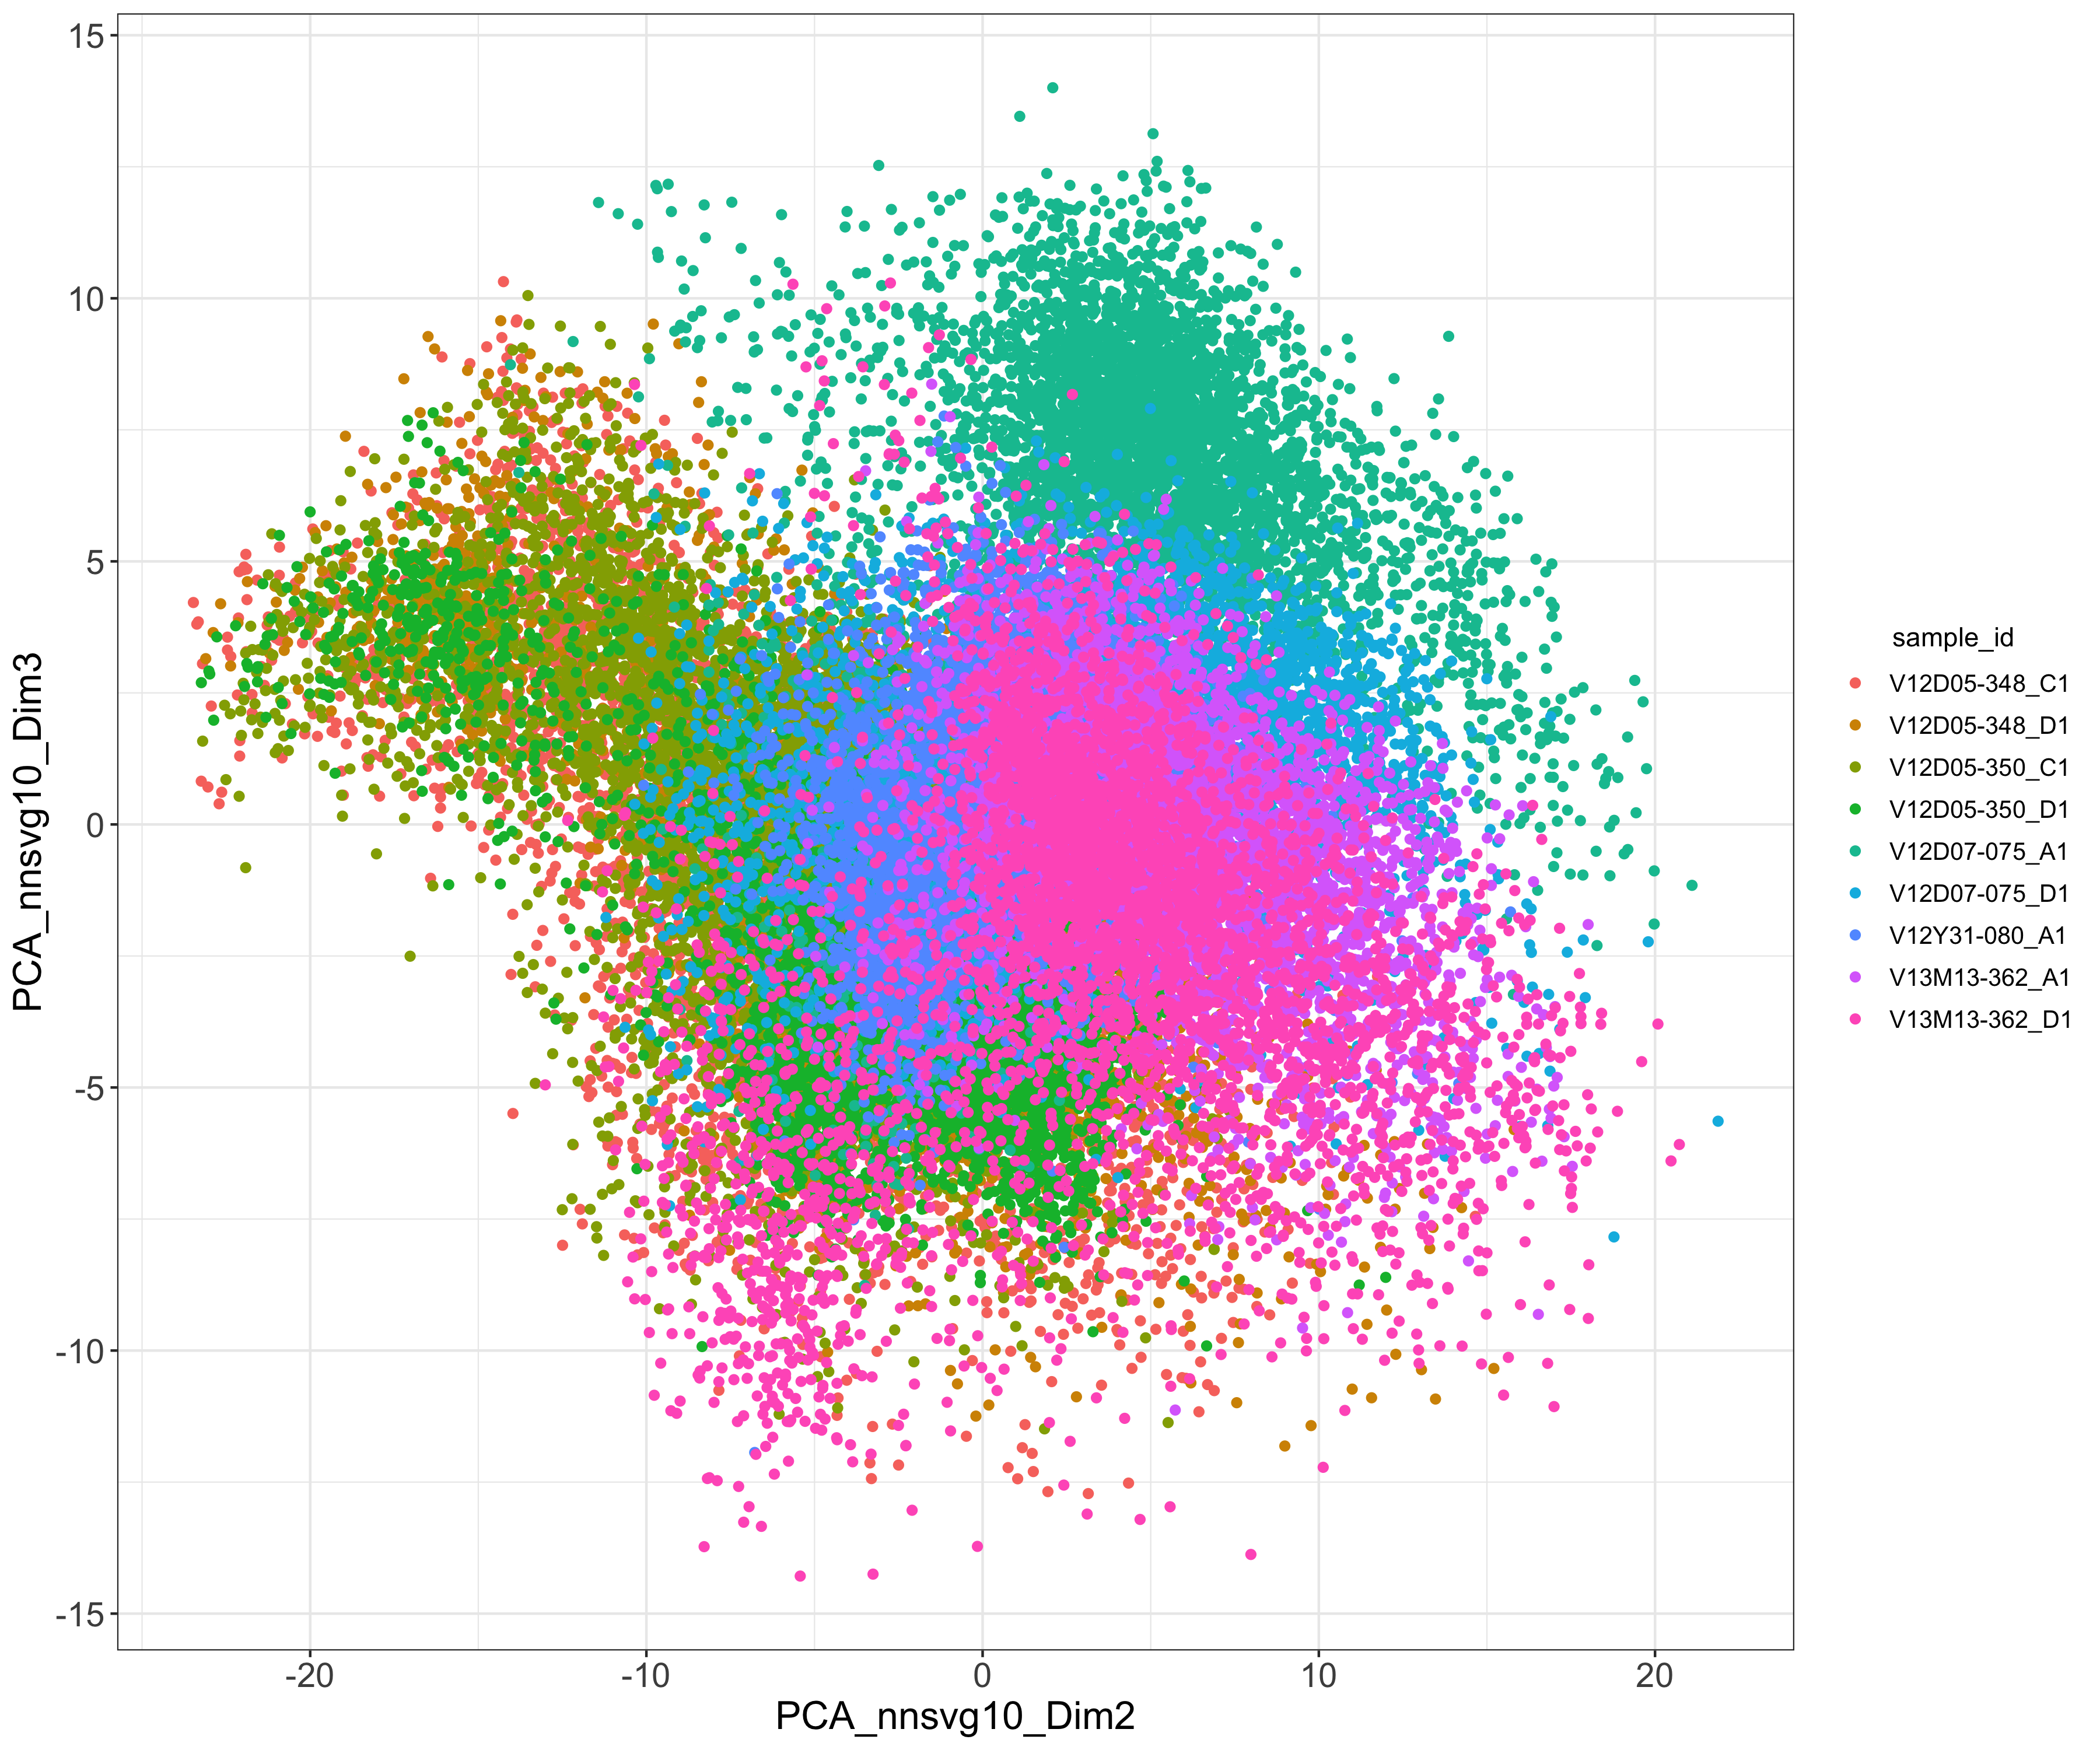 15
10
5
0
-5
-10
-15
PCA_nnsvg10_Dim3
-20
-10
0
10
20
PCA_nnsvg10_Dim2
sample_id
V12D05-348_C1
V12D05-348_D1
V12D05-350_C1
V12D05-350_D1
V12D07-075_A1
V12D07-075_D1
V12Y31-080_A1
V13M13-362_A1
V13M13-362_D1